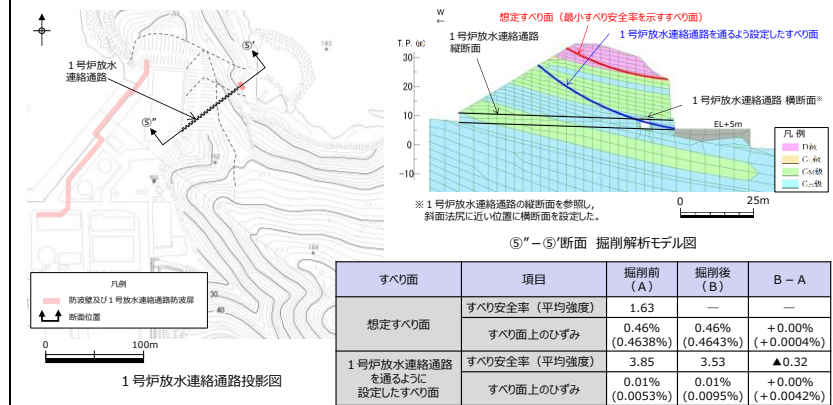 ⑤'
1号炉放水
連絡通路
⑤"
143
162
164
30
40
凡例
防波壁及び1号放水連絡通路防波扉
断面位置
0
100m
1号炉放水連絡通路投影図
W
←
想定すべり面（最小すべり安全率を示すすべり面）
1号炉放水連絡通路を通るよう設定したすべり面
1号炉放水連絡通路
縦断面
T.P. (m)
30
20
10
0
-10
1号炉放水連絡通路 横断面※
EL+5m
凡 例
D級
CL級
CM級
CH級
※1号炉放水連絡通路の縦断面を参照し，
斜面法尻に近い位置に横断面を設定した。
0
25m
⑤"－⑤'断面 掘削解析モデル図
すべり面 項目 掘削前（A） 掘削後（B） B－A
想定すべり面 すべり安全率（平均強度） 1.63 － －
すべり面上のひずみ 0.46% (0.4638%) 0.46% (0.4643%) +0.00% (+0.0004%)
1号炉放水連絡通路を通るように設定したすべり面 すべり安全率（平均強度） 3.85 3.53 ▲0.32
すべり面上のひずみ 0.01% (0.0053%) 0.01% (0.0095%) +0.00% (+0.0042%)